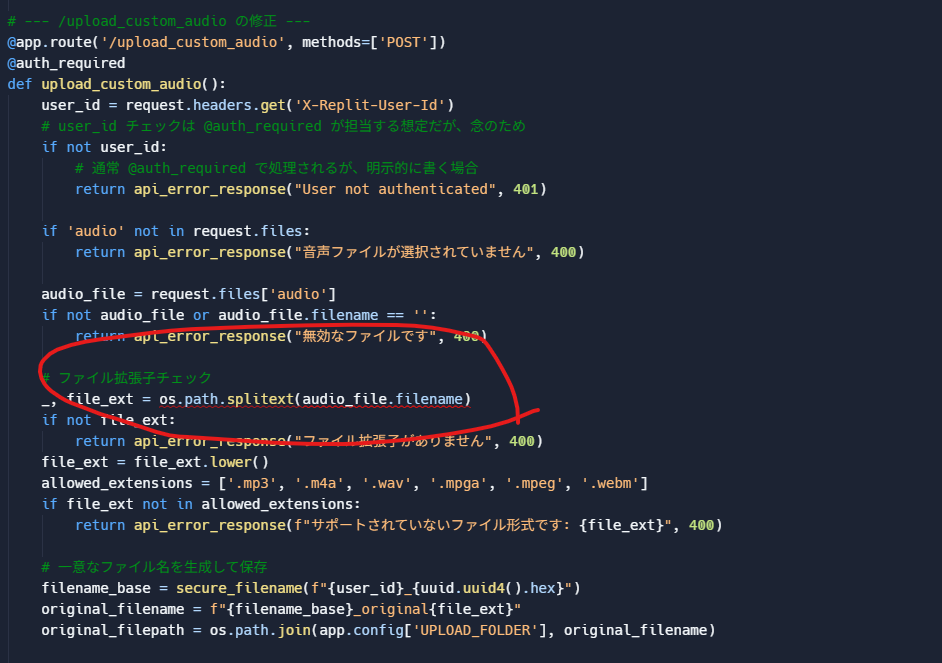 # --- /upload_custom_audio の修正 ---
@app.route('/upload_custom_audio', methods=['POST'])
@auth_required
def upload_custom_audio():
    user_id = request.headers.get('X-Replit-User-Id')
    # user_id チェックは @auth_required が担当する想定だが、念のため
    if not user_id:
        # 通常 @auth_required で処理されるが、明示的に書く場合
        return api_error_response("User not authenticated", 401)
    if 'audio' not in request.files:
        return api_error_response("音声ファイルが選択されていません", 400)
    audio_file = request.files['audio']
    if not audio_file or audio_file.filename == '':
        return api_error_response("無効なファイルです", 400)
    # ファイル拡張子チェック
    _, file_ext = os.path.splitext(audio_file.filename)
    if not file_ext:
        return api_error_response("ファイル拡張子がありません", 400)
    file_ext = file_ext.lower()
    allowed_extensions = ['.mp3', '.m4a', '.wav', '.mpga', '.mpeg', '.webm']
    if file_ext not in allowed_extensions:
        return api_error_response(f"サポートされていないファイル形式です: {file_ext}", 400)
    # 一意なファイル名を生成して保存
    filename_base = secure_filename(f"{user_id}_{uuid.uuid4().hex}")
    original_filename = f"{filename_base}_original{file_ext}"
    original_filepath = os.path.join(app.config['UPLOAD_FOLDER'], original_filename)